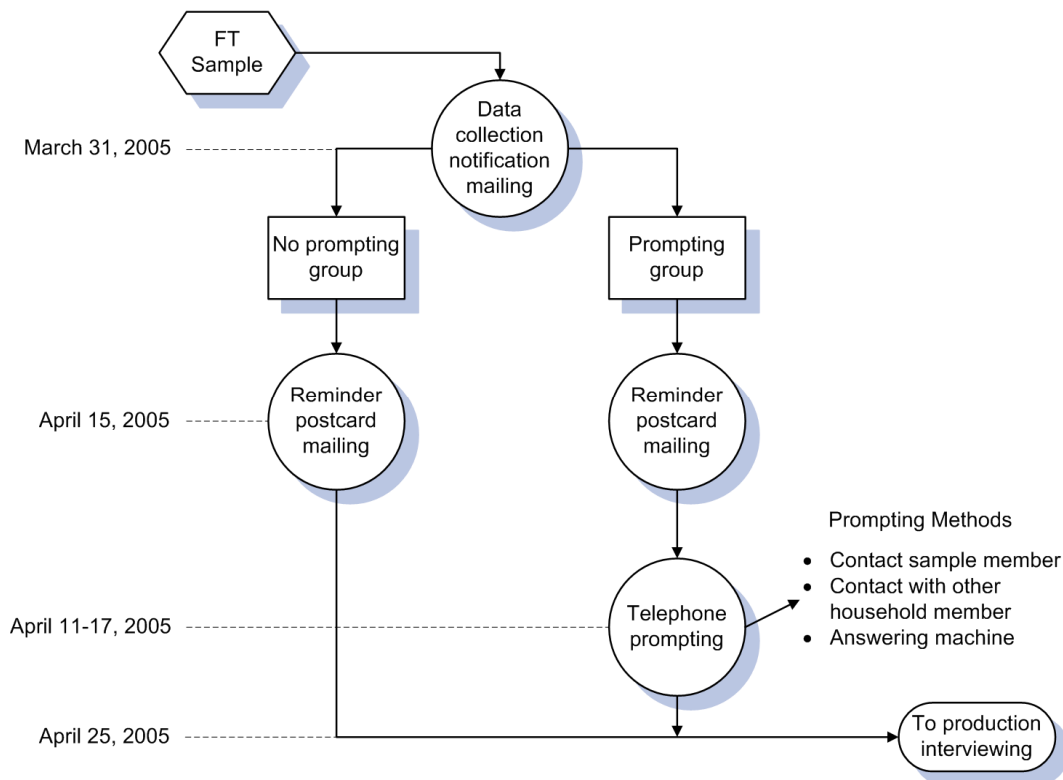 FT
Sample
Data
collection
notification
mailing
March 31, 2005
No prompting
group
Prompting
group
Reminder
postcard
mailing
Reminder
postcard
mailing
April 15, 2005
Prompting Methods
• Contact sample member
• Contact with other
household member
• Answering machine
Telephone
prompting
April 11-17, 2005
April 25, 2005
To production
interviewing